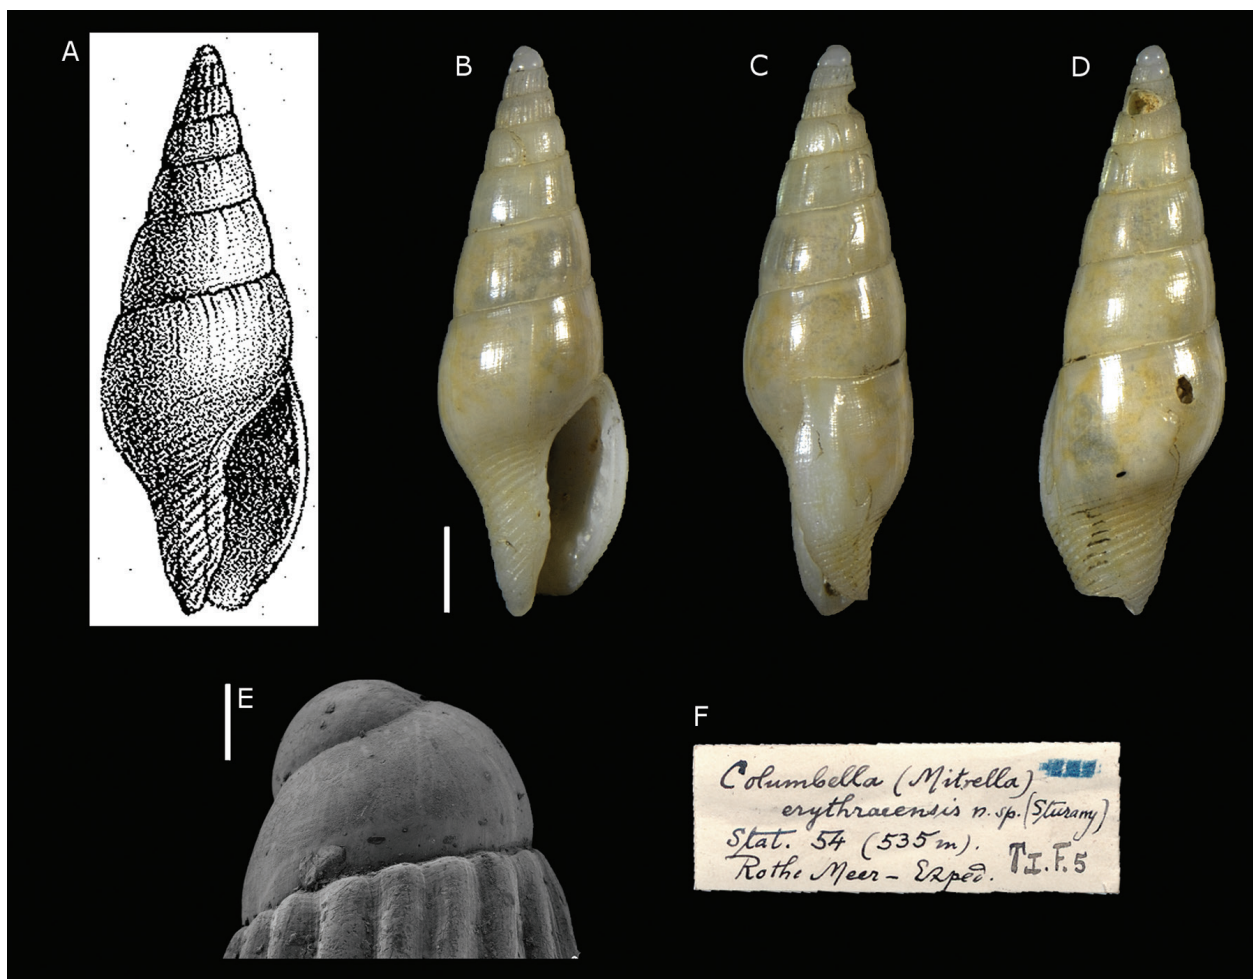 A
B
C
D
E
F
Columbella (Mitrella)
erythraeensis n. sp. (Sturany)
Stat. 54 (535 m).
Rothe Meer - Exped.
T I. F. 5